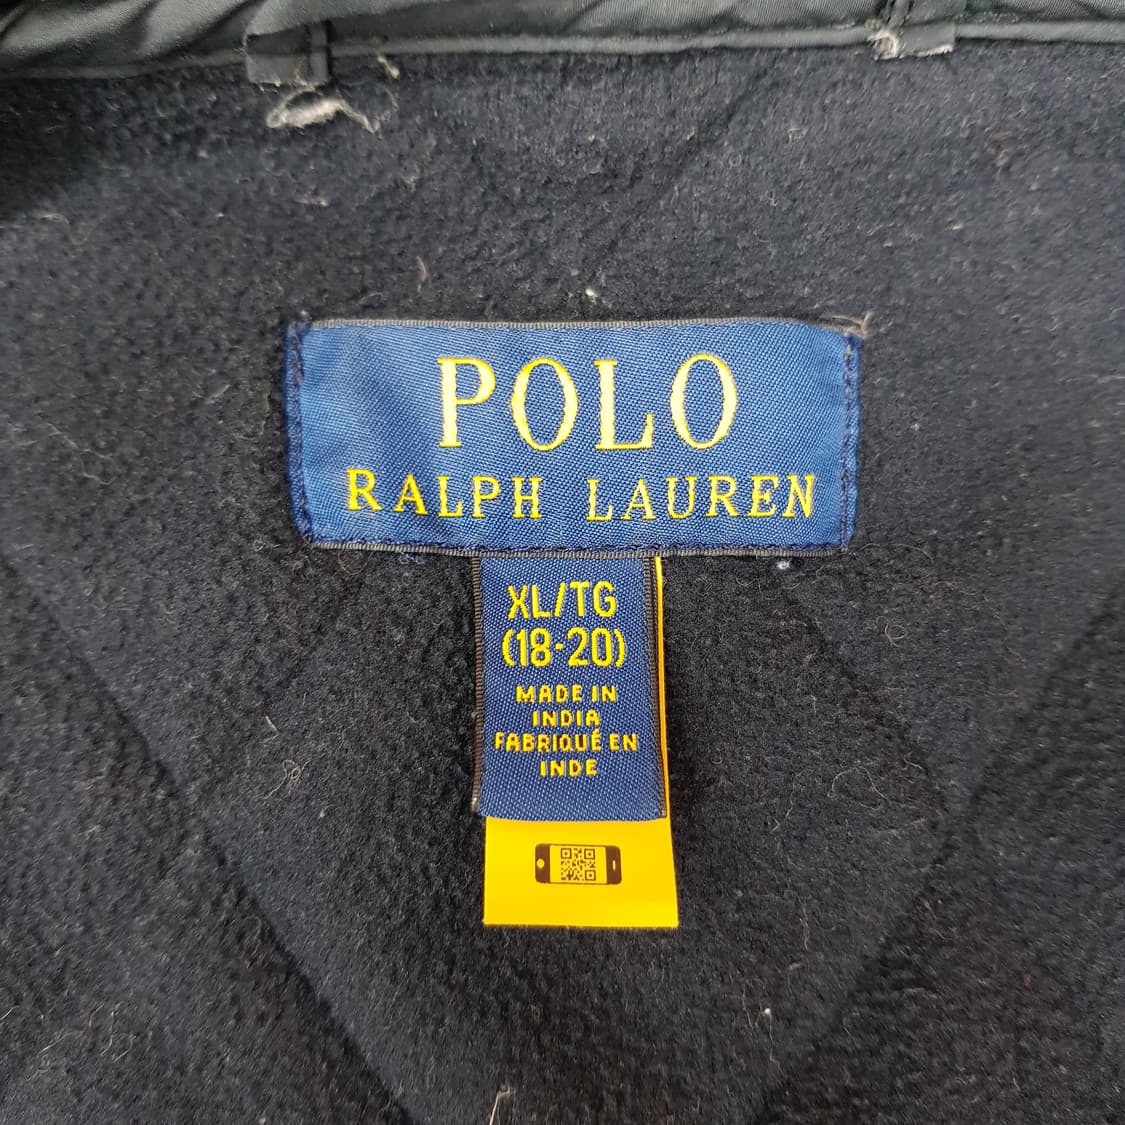 POLO
RALPH LAUREN
XL/TG
(18-20)
MADE IN
INDIA
FABRIQUÉ EN
INDE